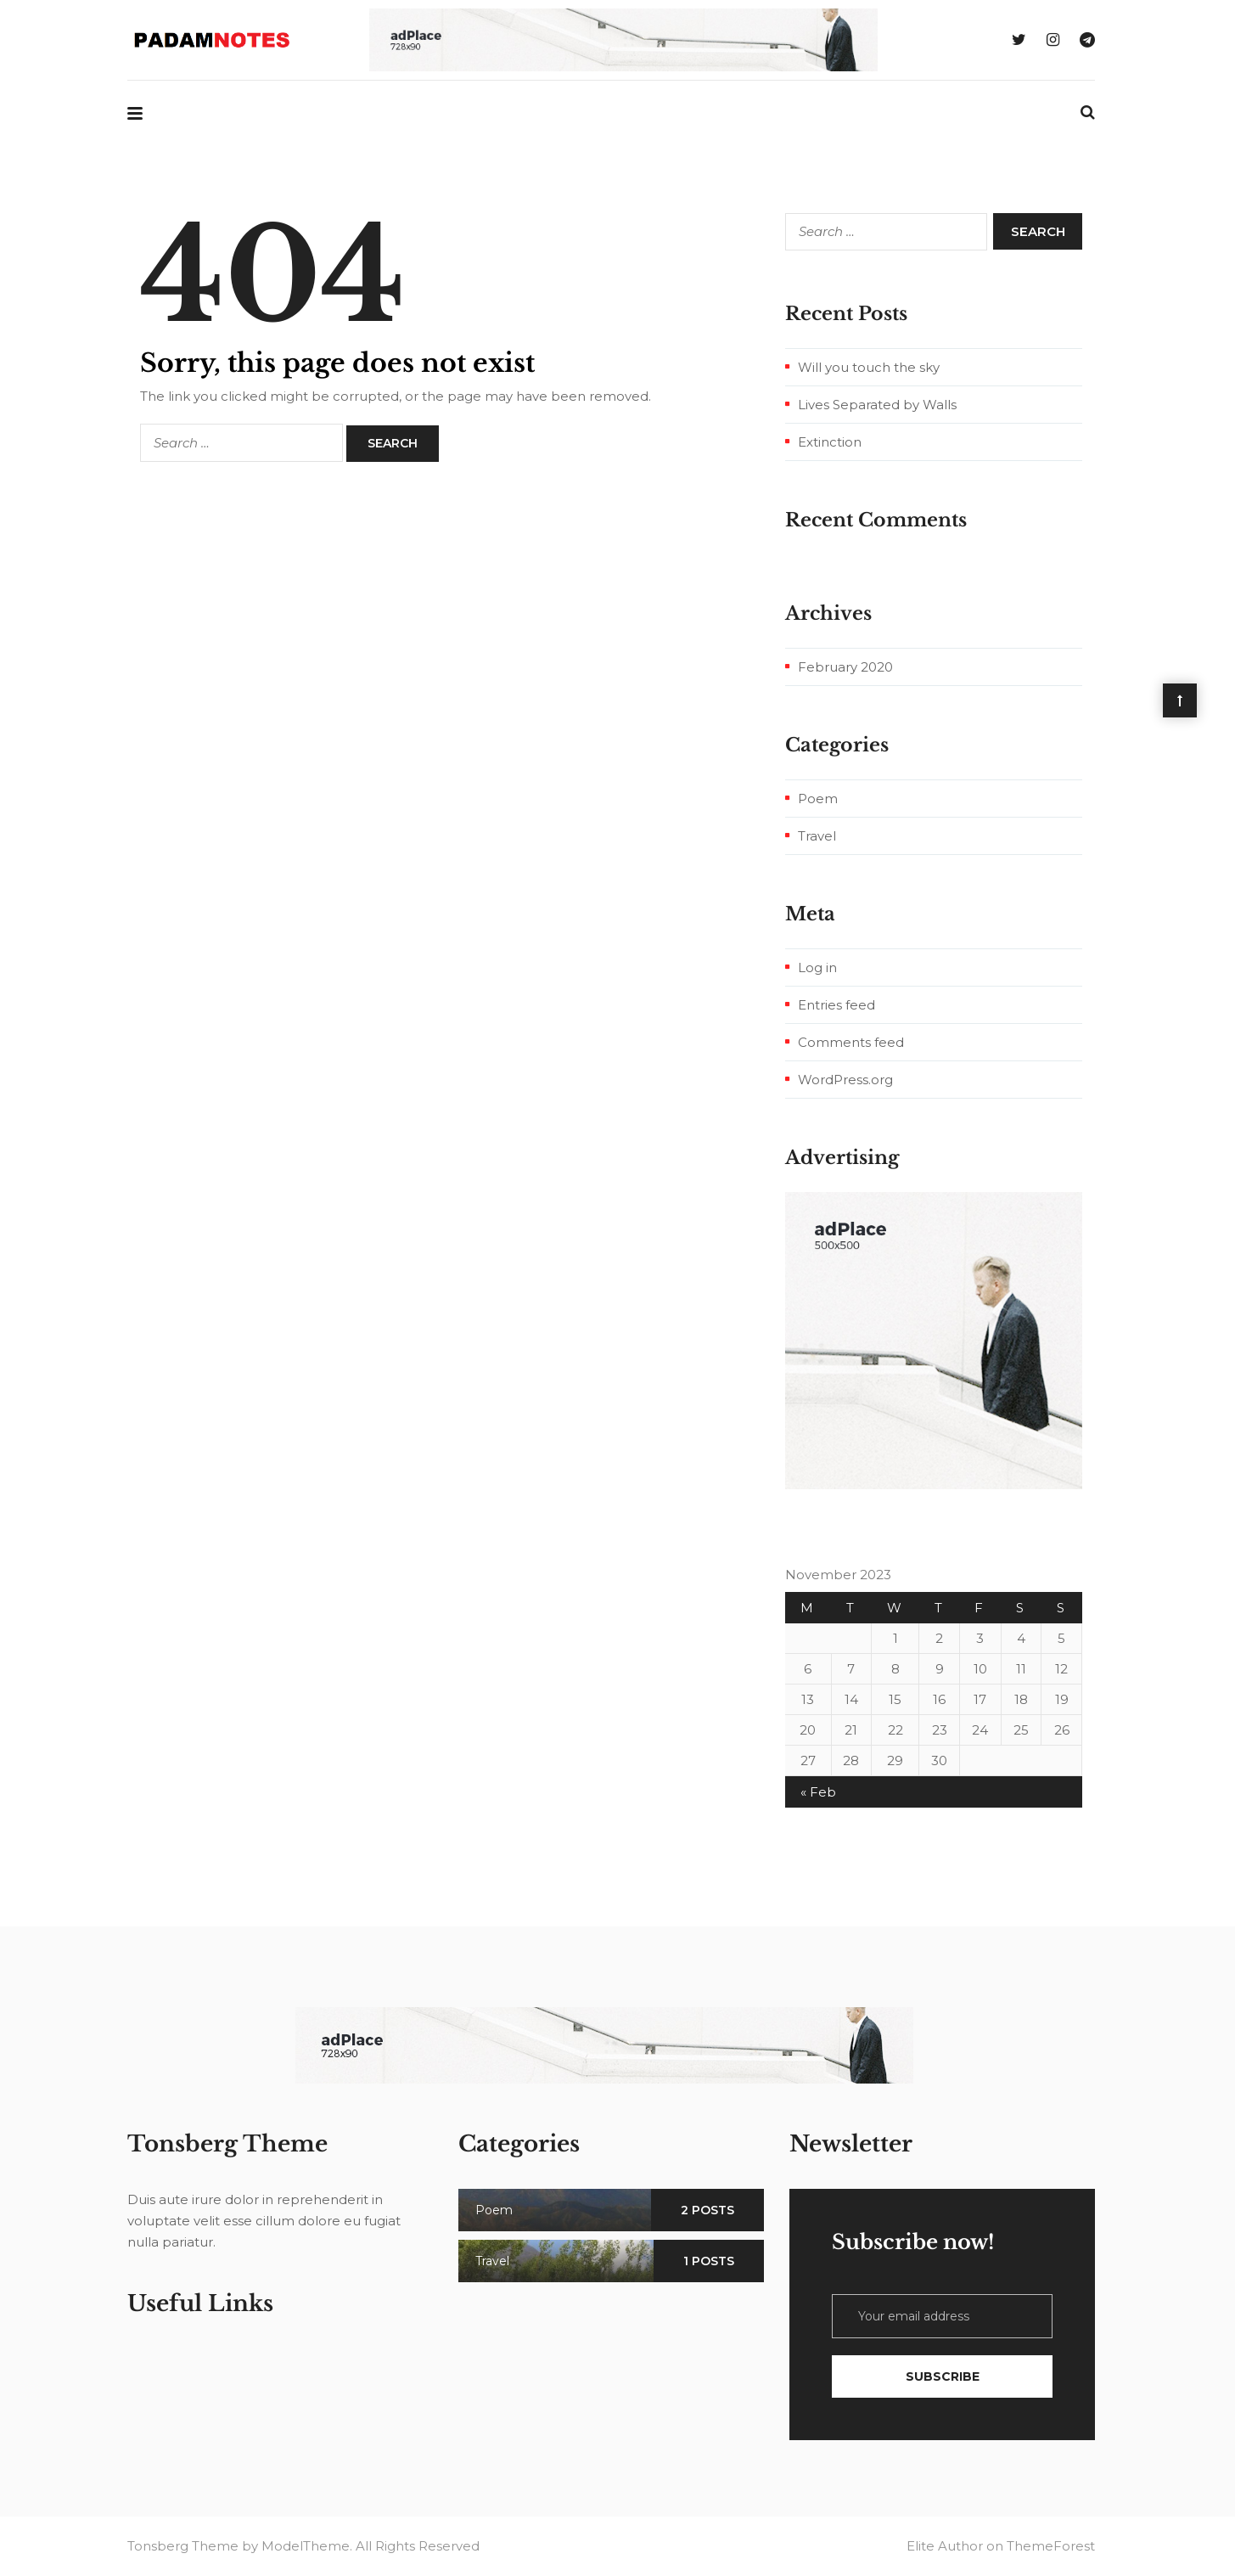 PADAMNOTES
adPlace
728x90
404
Sorry, this page does not exist
The link you clicked might be corrupted, or the page may have been removed.
Search ...
SEARCH
Search ...
SEARCH
Recent Posts
Will you touch the sky
Lives Separated by Walls
Extinction
Recent Comments
Archives
February 2020
Categories
Poem
Travel
Meta
Log in
Entries feed
Comments feed
WordPress.org
Advertising
adPlace
500x500
November 2023
M T W T F S S
1 2 3 4 5
6 7 8 9 10 11 12
13 14 15 16 17 18 19
20 21 22 23 24 25 26
27 28 29 30
« Feb
adPlace
728x90
Tonsberg Theme
Duis aute irure dolor in reprehenderit in
voluptate velit esse cillum dolore eu fugiat
nulla pariatur.
Useful Links
Categories
Poem
2 POSTS
Travel
1 POSTS
Newsletter
Subscribe now!
Your email address
SUBSCRIBE
Tonsberg Theme by ModelTheme. All Rights Reserved
Elite Author on ThemeForest